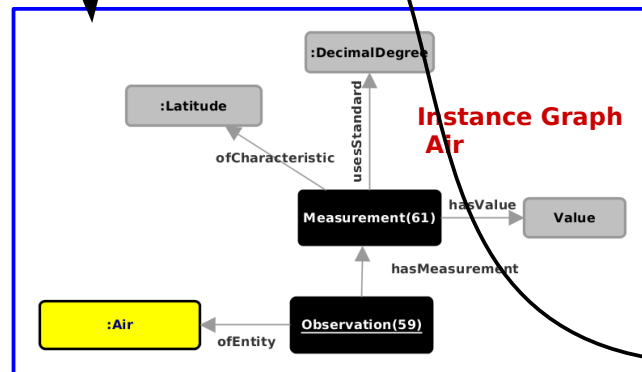 :DecimalDegree
:Latitude
usesStandard
Instance Graph
Air
ofCharacteristic
Measurement(61)
hasValue
Value
hasMeasurement
:Air
ofEntity
Observation(59)